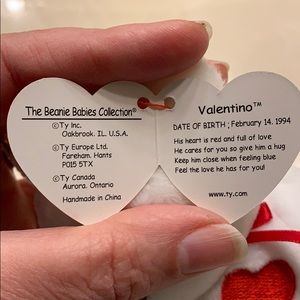 The Beanie Babies Collection®
©Ty Inc.
Oakbrook. IL. U.S.A.
©Ty Europe Ltd.
Fareham. Hants
PO15 5TX
©Ty Canada
Aurora. Ontario
Handmade in China
Valentino™
DATE OF BIRTH ; February 14. 1994
His heart is red and full of love
He cares for you so give him a hug
Keep him close when feeling blue
Feel the love he has for you!
www.ty.com